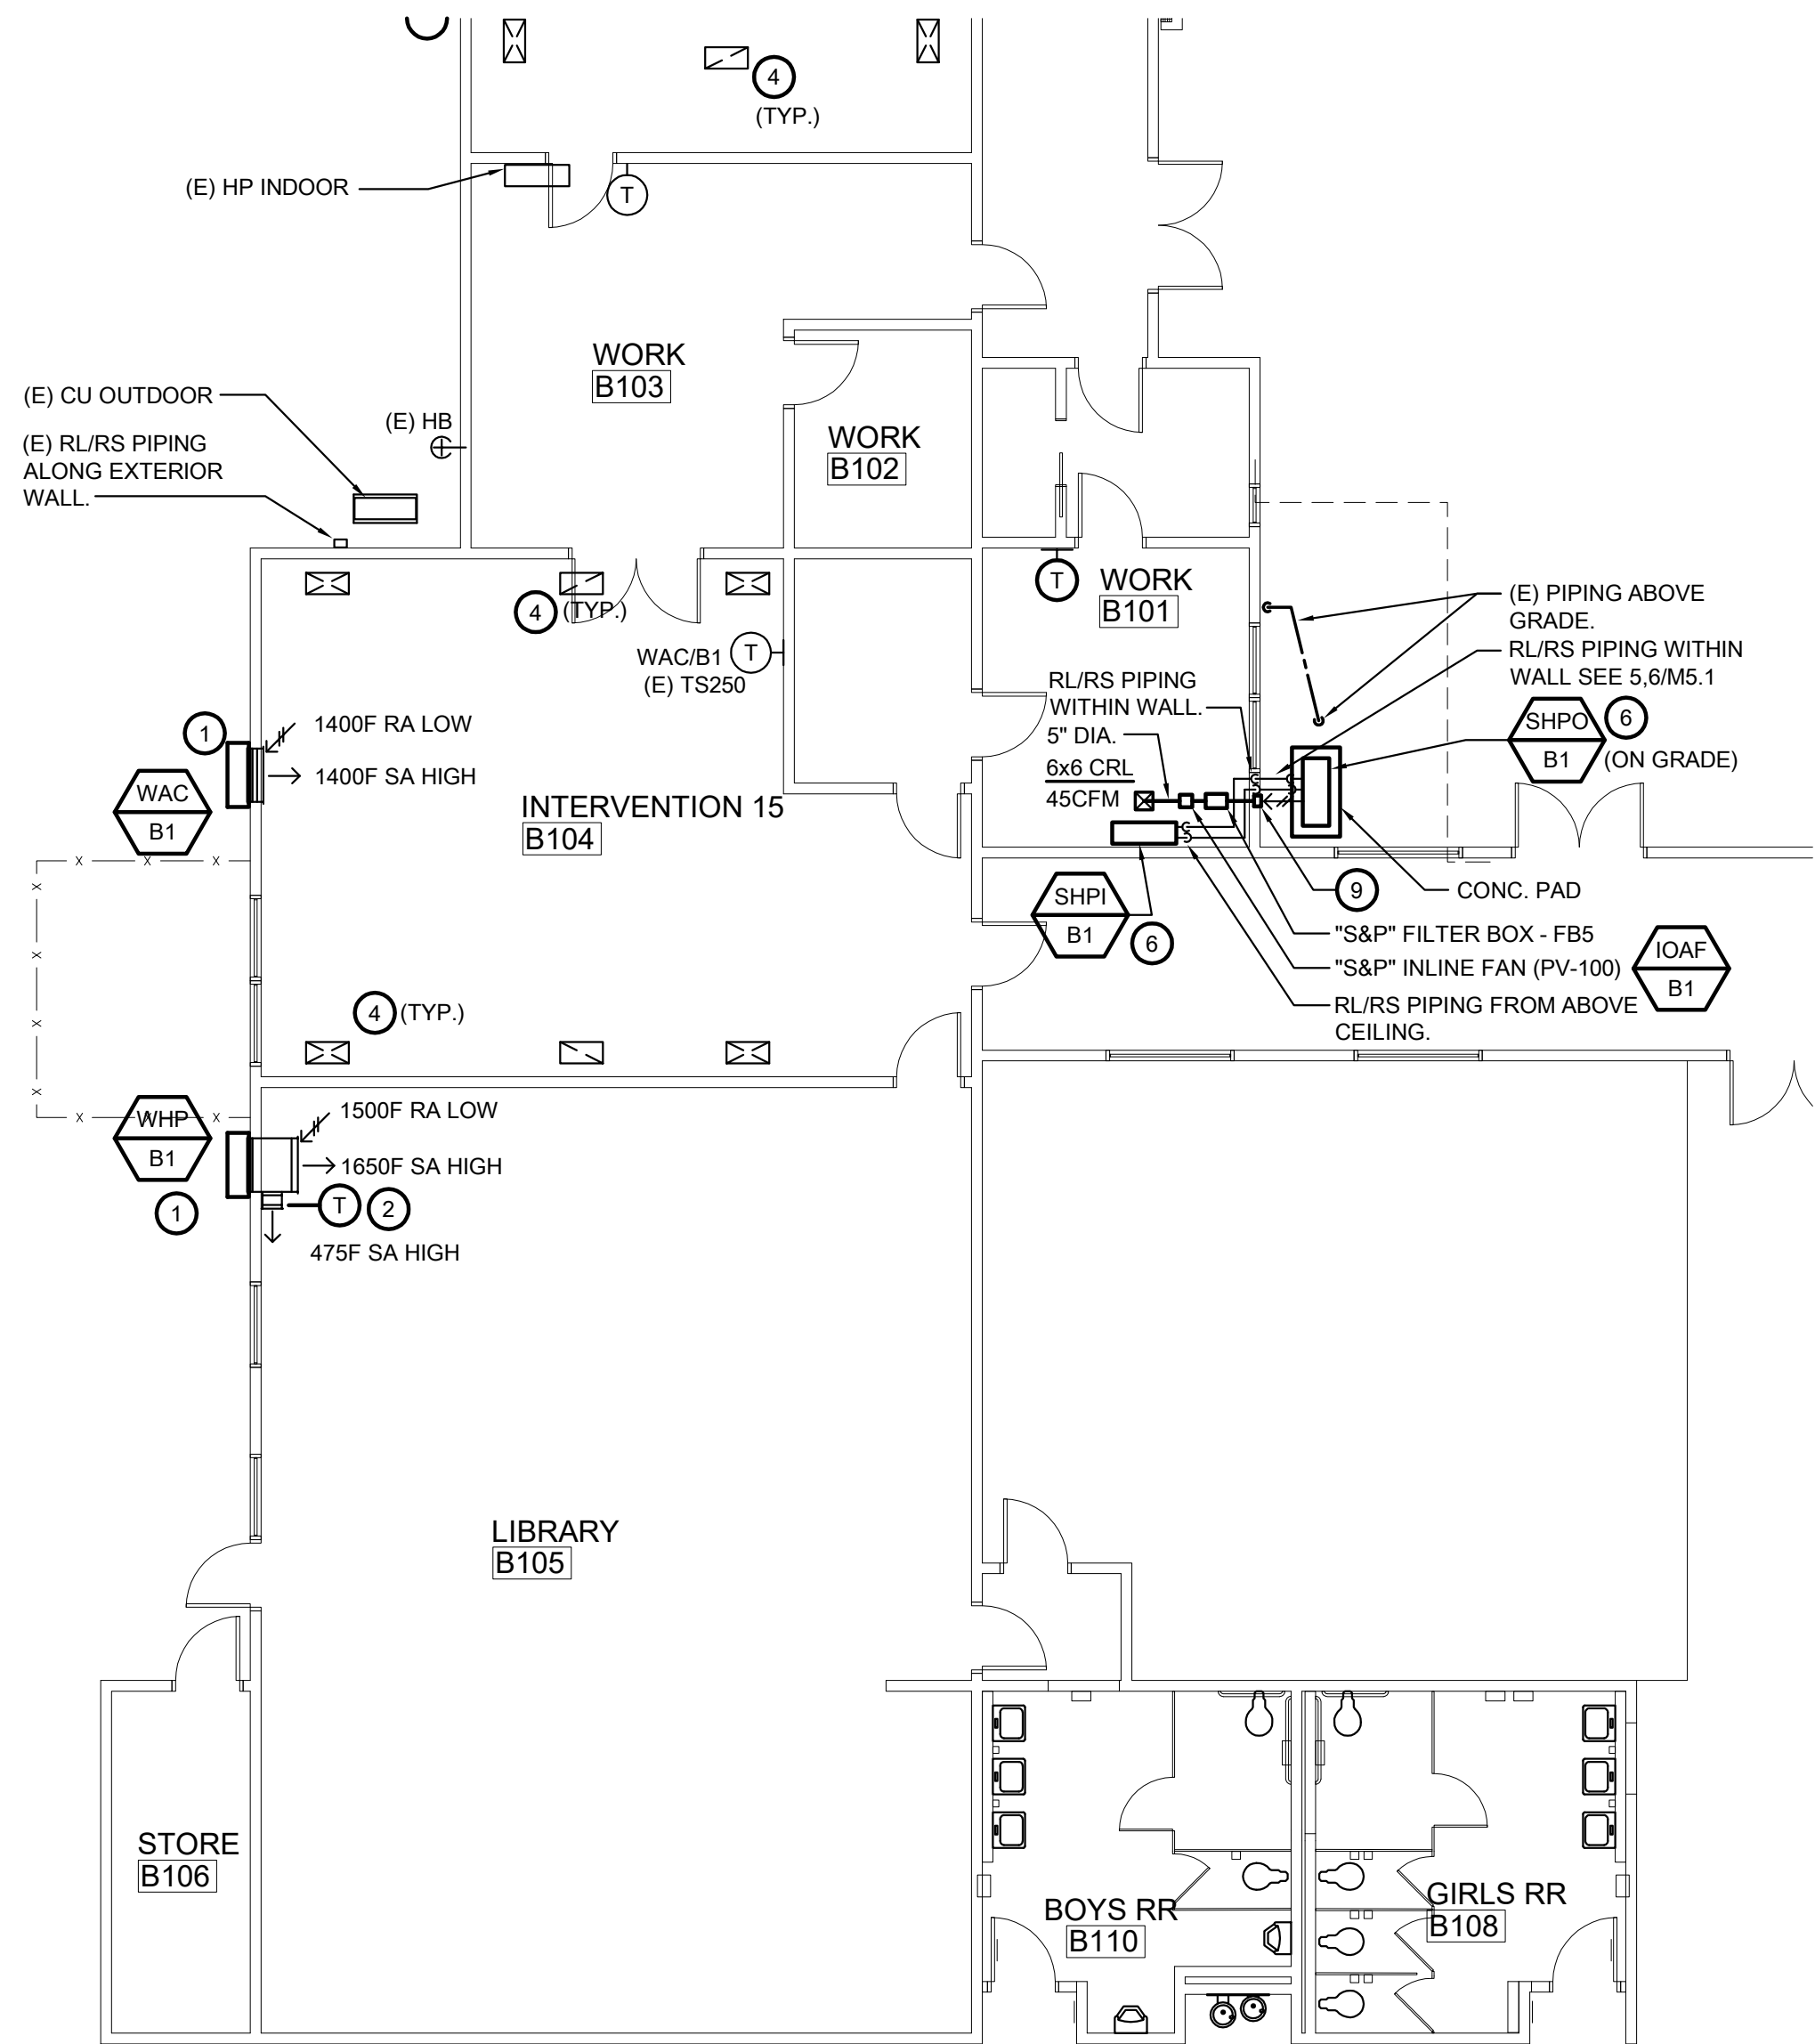 4
(TYP.)
(E) HP INDOOR
T
WORK
B103
(E) CU OUTDOOR
(E) HB
(E) RL/RS PIPING
ALONG EXTERIOR
WALL.
WORK
B102
T
WORK
B101
4 (TYP.)
(E) PIPING ABOVE
GRADE.
WAC/B1 T
(E) TS250
RL/RS PIPING WITHIN
WALL SEE 5,6/M5.1
RL/RS PIPING
WITHIN WALL.
5" DIA.
6x6 CRL
45CFM
SHPO
B1
6
(ON GRADE)
1
1400F RA LOW
1400F SA HIGH
WAC
B1
INTERVENTION 15
B104
x x x
x
x
x
x
x x x
SHPI
B1
6
9
CONC. PAD
"S&P" FILTER BOX - FB5
"S&P" INLINE FAN (PV-100)
IOAF
B1
RL/RS PIPING FROM ABOVE
CEILING.
4 (TYP.)
WHP
B1
1500F RA LOW
1650F SA HIGH
1
T 2
475F SA HIGH
LIBRARY
B105
STORE
B106
BOYS RR
B110
GIRLS RR
B108